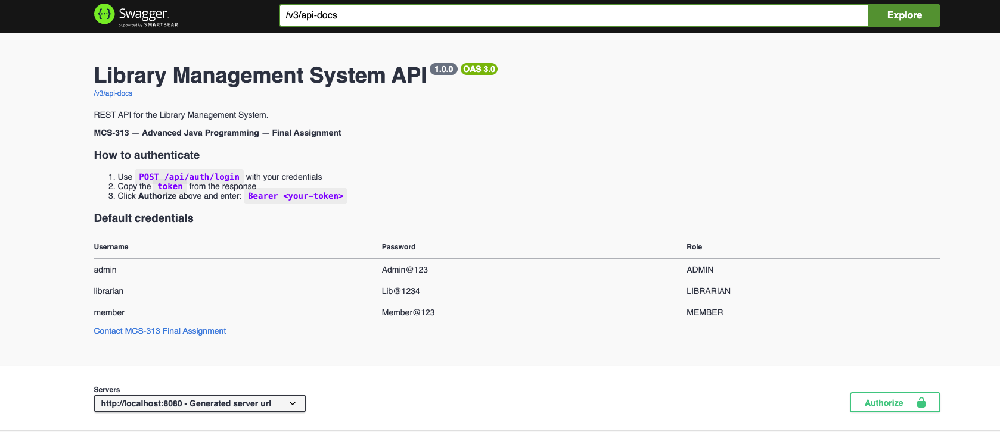 Swagger
Supported by SMARTBEAR
/v3/api-docs
Explore
Library Management System API 1.0.0 OAS 3.0
/v3/api-docs
REST API for the Library Management System.
MCS-313 — Advanced Java Programming — Final Assignment
How to authenticate
1. Use POST /api/auth/login with your credentials
2. Copy the token from the response
3. Click Authorize above and enter: Bearer <your-token>
Default credentials
Username Password Role
admin Admin@123 ADMIN
librarian Lib@1234 LIBRARIAN
member Member@123 MEMBER
Contact MCS-313 Final Assignment
Servers
http://localhost:8080 - Generated server url
Authorize